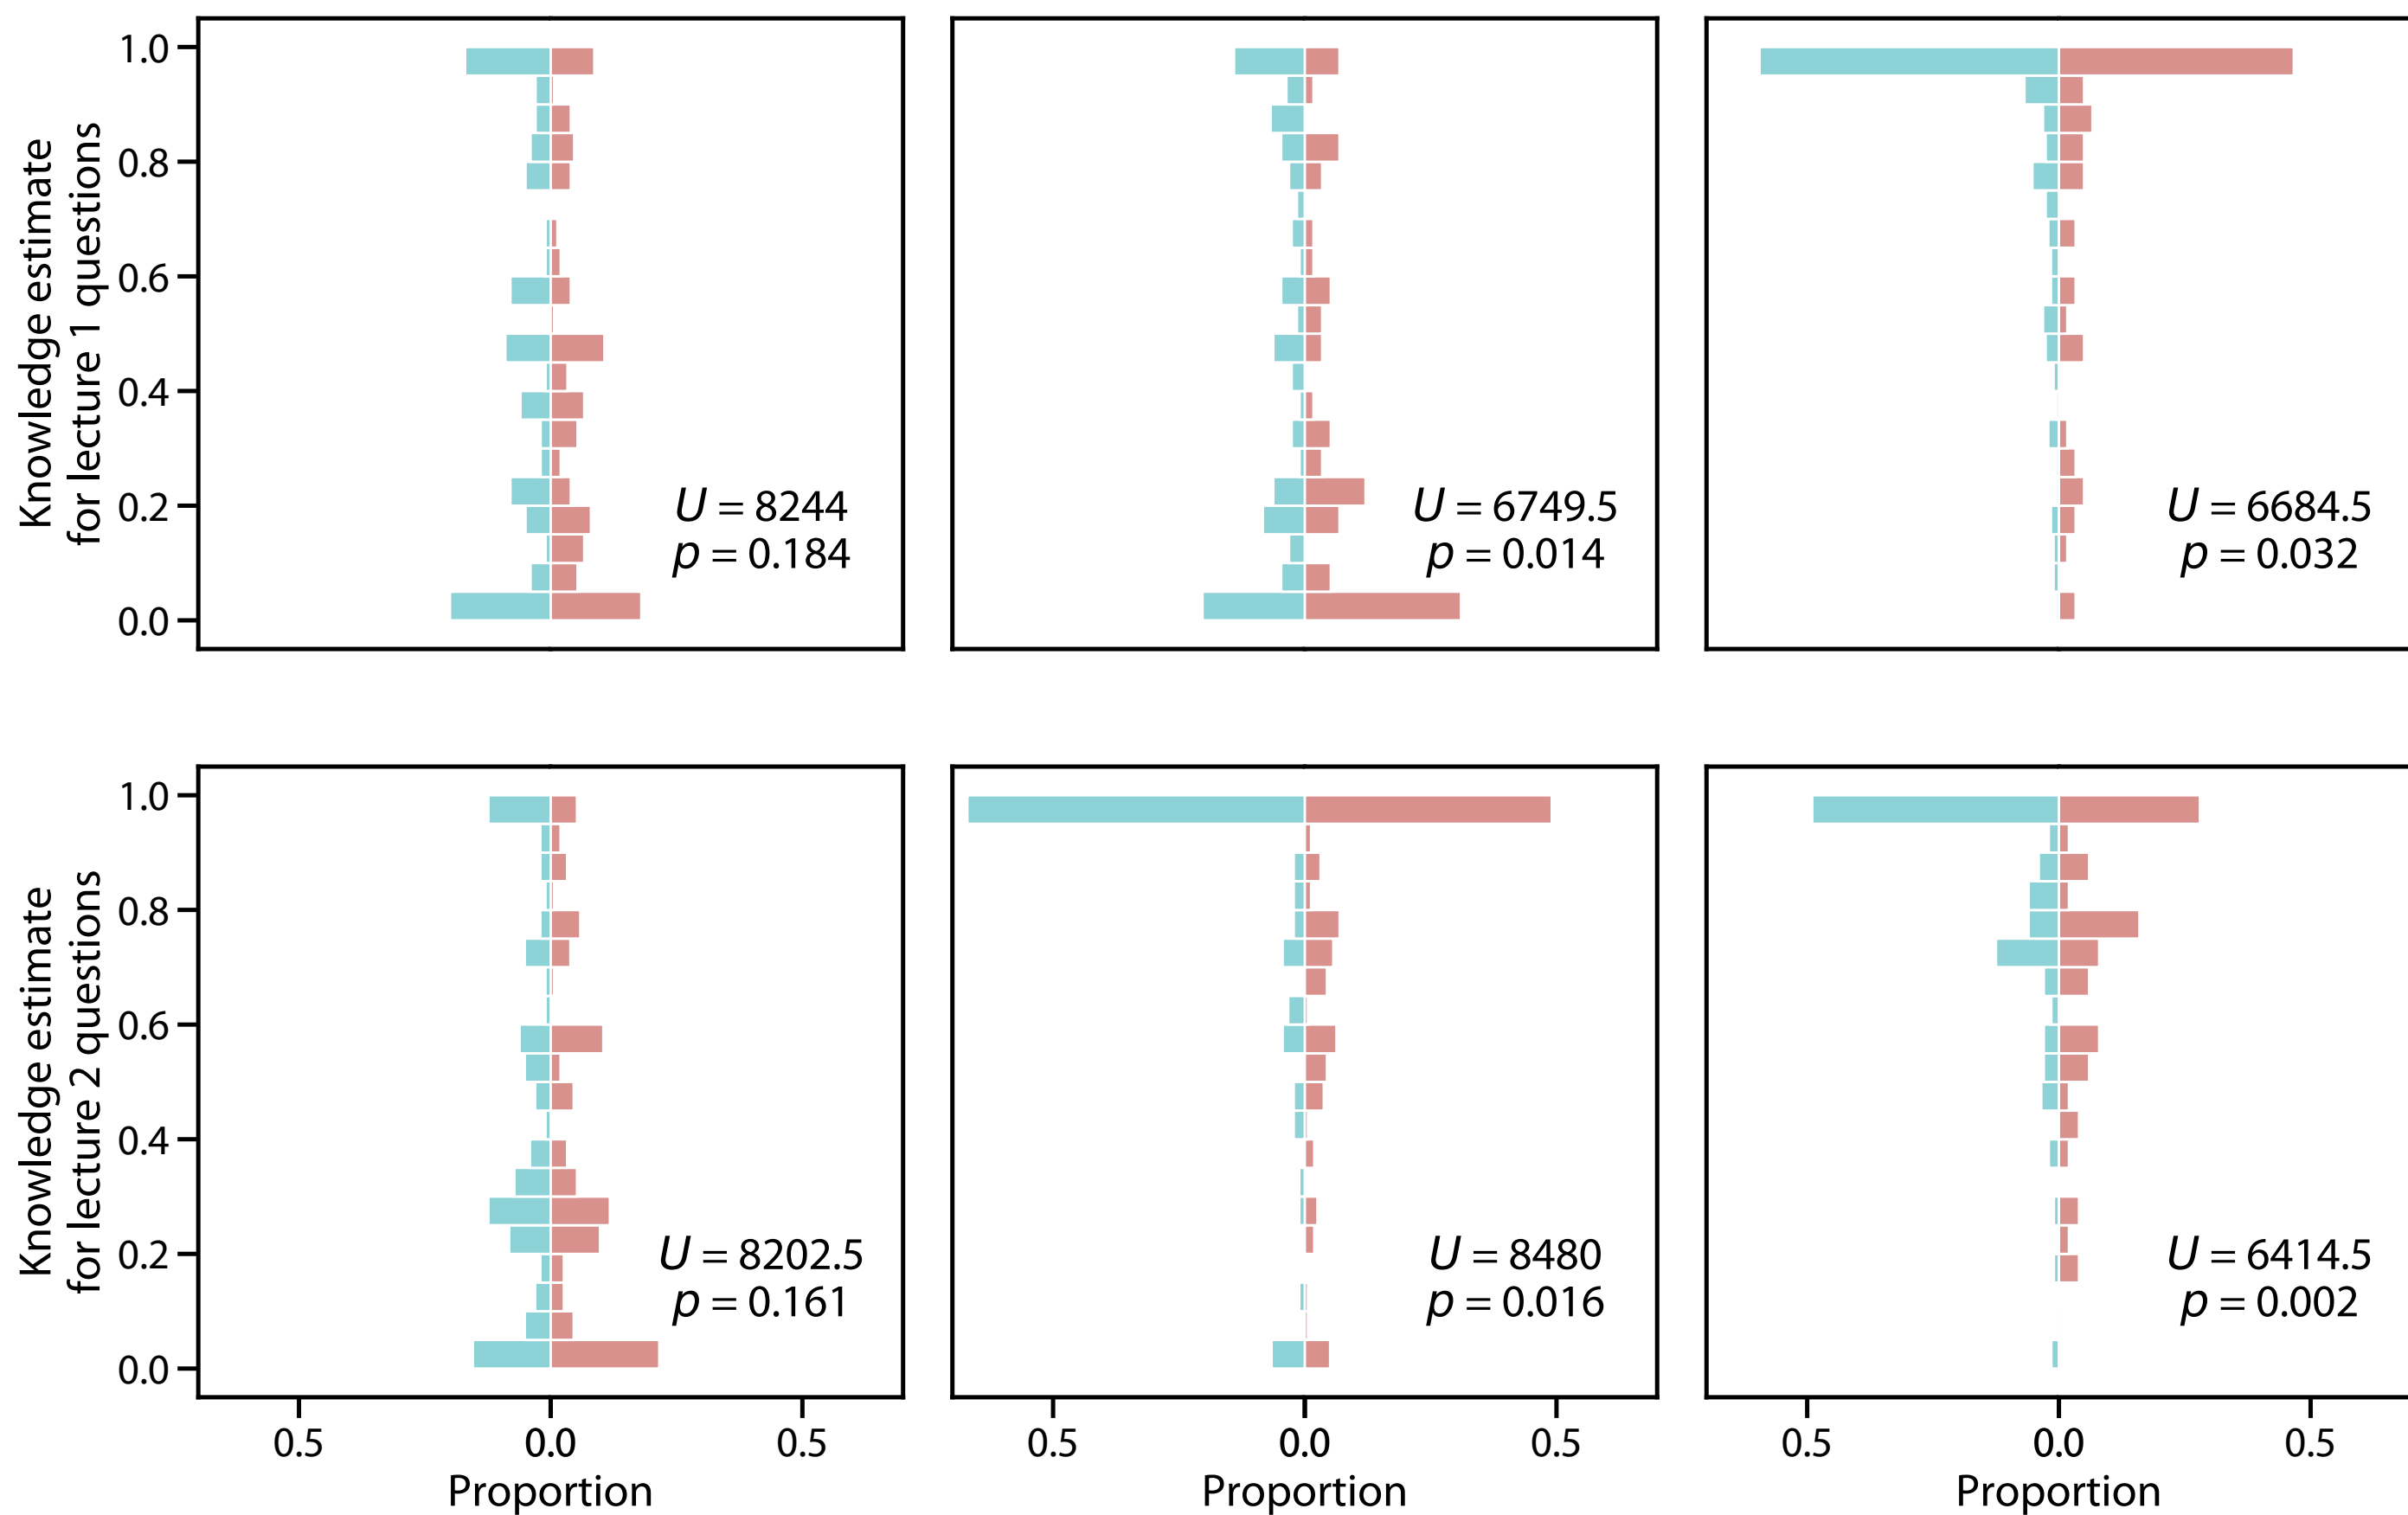 Knowledge estimate
for lecture 1 questions
1.0
0.8
0.6
0.4
0.2
0.0
U = 8244
p = 0.184
U = 6749.5
p = 0.014
U = 6684.5
p = 0.032
Knowledge estimate
for lecture 2 questions
1.0
0.8
0.6
0.4
0.2
0.0
U = 8202.5
p = 0.161
U = 8480
p = 0.016
U = 6414.5
p = 0.002
0.5 0.0 0.5
0.5 0.0 0.5
0.5 0.0 0.5
Proportion
Proportion
Proportion